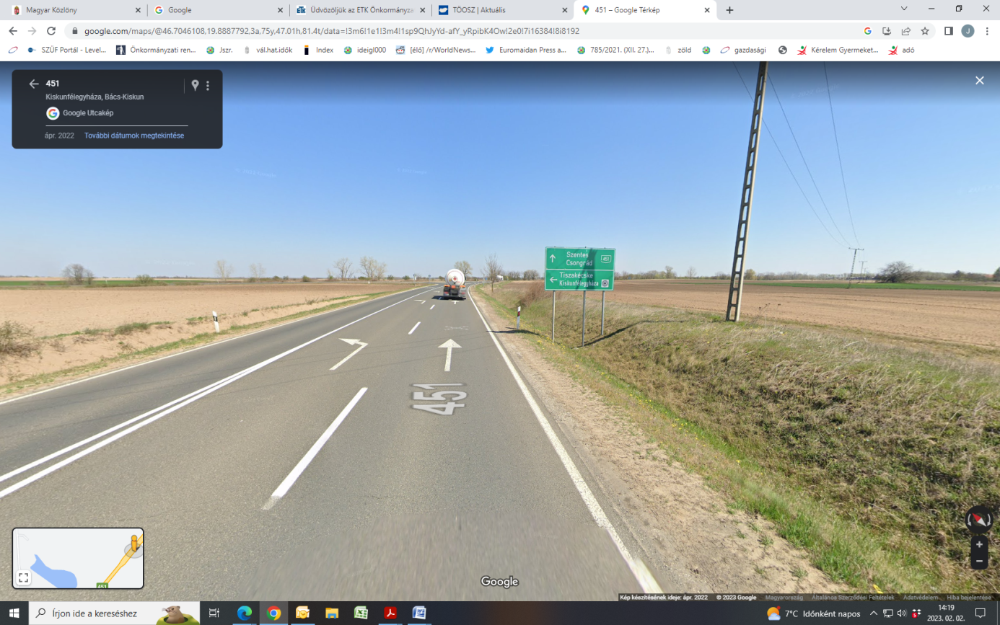 Magyar Közlöny
Google
Üdvözöljük az ETK Önkormányza
TÖOSZ | Aktuális
451 – Google Térkép
google.com/maps/@46.7046108,19.8887792,3a,75y,47.01h,81.4t/data=!3m6!1e1!3m4!1sp9QhJyYd-afY_yRpibK4Owl2e0!7i16384!8i8192
J
SZÜF Portál - Level...
Önkormányzati ren...
Jszr.
vál.hat.idők
Index
ideigl000
[élő] /r/WorldNews...
Euromaidan Press a...
785/2021. (XII. 27.)...
zöld
gazdasági
Kérelem Gyermeket...
adó
451
Kiskunfélegyháza, Bács-Kiskun
Google Utcakép
ápr. 2022 További dátumok megtekintése
Szentes
Csongrád
451
Tiszakécske
Kiskunfélegyháza
451
451
Google
Kép készítésének ideje: ápr. 2022 © 2023 Google Magyarország Általános Szerződési Feltételek Adatvédelem Hiba bejelentése
Írjon ide a kereséshez
7°C Időnként napos
14:19
2023. 02. 02.